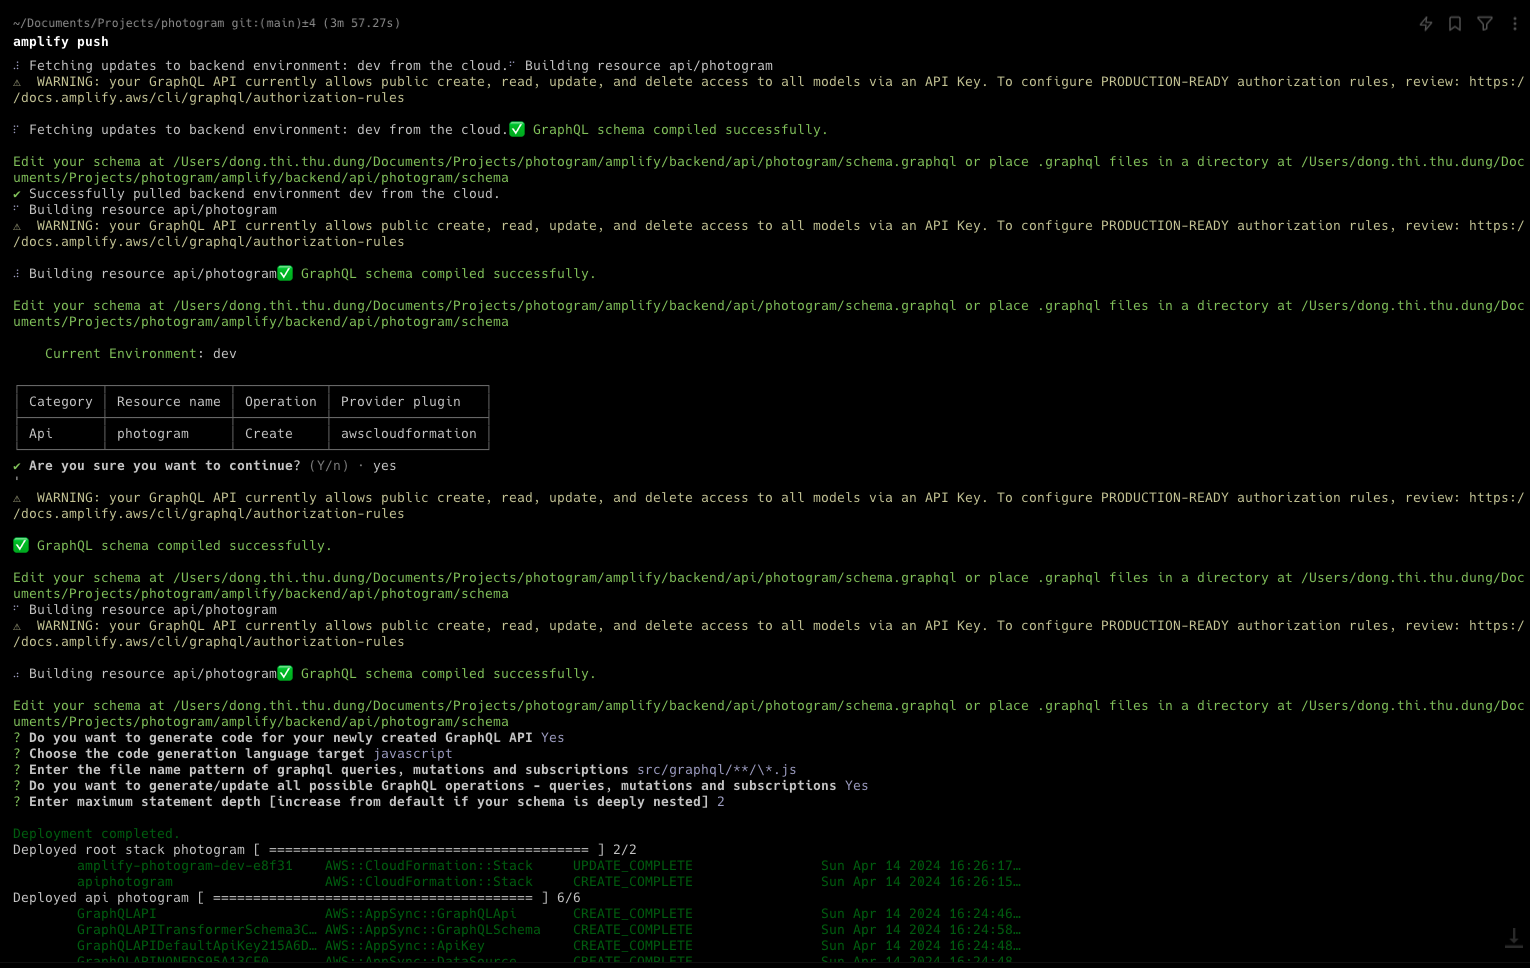 ~/Documents/Projects/photogram git:(main)±4 (3m 57.27s)
amplify push
⠼ Fetching updates to backend environment: dev from the cloud.⠋ Building resource api/photogram
⚠  WARNING: your GraphQL API currently allows public create, read, update, and delete access to all models via an API Key. To configure PRODUCTION-READY authorization rules, review: https:/
/docs.amplify.aws/cli/graphql/authorization-rules
⠏ Fetching updates to backend environment: dev from the cloud.✅ GraphQL schema compiled successfully.
Edit your schema at /Users/dong.thi.thu.dung/Documents/Projects/photogram/amplify/backend/api/photogram/schema.graphql or place .graphql files in a directory at /Users/dong.thi.thu.dung/Doc
uments/Projects/photogram/amplify/backend/api/photogram/schema
✔ Successfully pulled backend environment dev from the cloud.
⠋ Building resource api/photogram
⚠  WARNING: your GraphQL API currently allows public create, read, update, and delete access to all models via an API Key. To configure PRODUCTION-READY authorization rules, review: https:/
/docs.amplify.aws/cli/graphql/authorization-rules
⠼ Building resource api/photogram✅ GraphQL schema compiled successfully.
Edit your schema at /Users/dong.thi.thu.dung/Documents/Projects/photogram/amplify/backend/api/photogram/schema.graphql or place .graphql files in a directory at /Users/dong.thi.thu.dung/Doc
uments/Projects/photogram/amplify/backend/api/photogram/schema
Current Environment: dev
Category Resource name Operation Provider plugin
Api photogram Create awscloudformation
✔ Are you sure you want to continue? (Y/n) · yes
'
⚠  WARNING: your GraphQL API currently allows public create, read, update, and delete access to all models via an API Key. To configure PRODUCTION-READY authorization rules, review: https:/
/docs.amplify.aws/cli/graphql/authorization-rules
✅ GraphQL schema compiled successfully.
Edit your schema at /Users/dong.thi.thu.dung/Documents/Projects/photogram/amplify/backend/api/photogram/schema.graphql or place .graphql files in a directory at /Users/dong.thi.thu.dung/Doc
uments/Projects/photogram/amplify/backend/api/photogram/schema
⠋ Building resource api/photogram
⚠  WARNING: your GraphQL API currently allows public create, read, update, and delete access to all models via an API Key. To configure PRODUCTION-READY authorization rules, review: https:/
/docs.amplify.aws/cli/graphql/authorization-rules
⠴ Building resource api/photogram✅ GraphQL schema compiled successfully.
Edit your schema at /Users/dong.thi.thu.dung/Documents/Projects/photogram/amplify/backend/api/photogram/schema.graphql or place .graphql files in a directory at /Users/dong.thi.thu.dung/Doc
uments/Projects/photogram/amplify/backend/api/photogram/schema
? Do you want to generate code for your newly created GraphQL API Yes
? Choose the code generation language target javascript
? Enter the file name pattern of graphql queries, mutations and subscriptions src/graphql/**/\*.js
? Do you want to generate/update all possible GraphQL operations - queries, mutations and subscriptions Yes
? Enter maximum statement depth [increase from default if your schema is deeply nested] 2
Deployment completed.
Deployed root stack photogram [ ======================================== ] 2/2
amplify-photogram-dev-e8f31 AWS::CloudFormation::Stack UPDATE_COMPLETE Sun Apr 14 2024 16:26:17…
apiphotogram AWS::CloudFormation::Stack CREATE_COMPLETE Sun Apr 14 2024 16:26:15…
Deployed api photogram [ ======================================== ] 6/6
GraphQLAPI AWS::AppSync::GraphQLApi CREATE_COMPLETE Sun Apr 14 2024 16:24:46…
GraphQLAPITransformerSchema3C… AWS::AppSync::GraphQLSchema CREATE_COMPLETE Sun Apr 14 2024 16:24:58…
GraphQLAPIDefaultApiKey215A6D… AWS::AppSync::ApiKey CREATE_COMPLETE Sun Apr 14 2024 16:24:48…
GraphQLAPINONEDS95A13CF0 AWS::AppSync::DataSource CREATE_COMPLETE Sun Apr 14 2024 16:24:48…